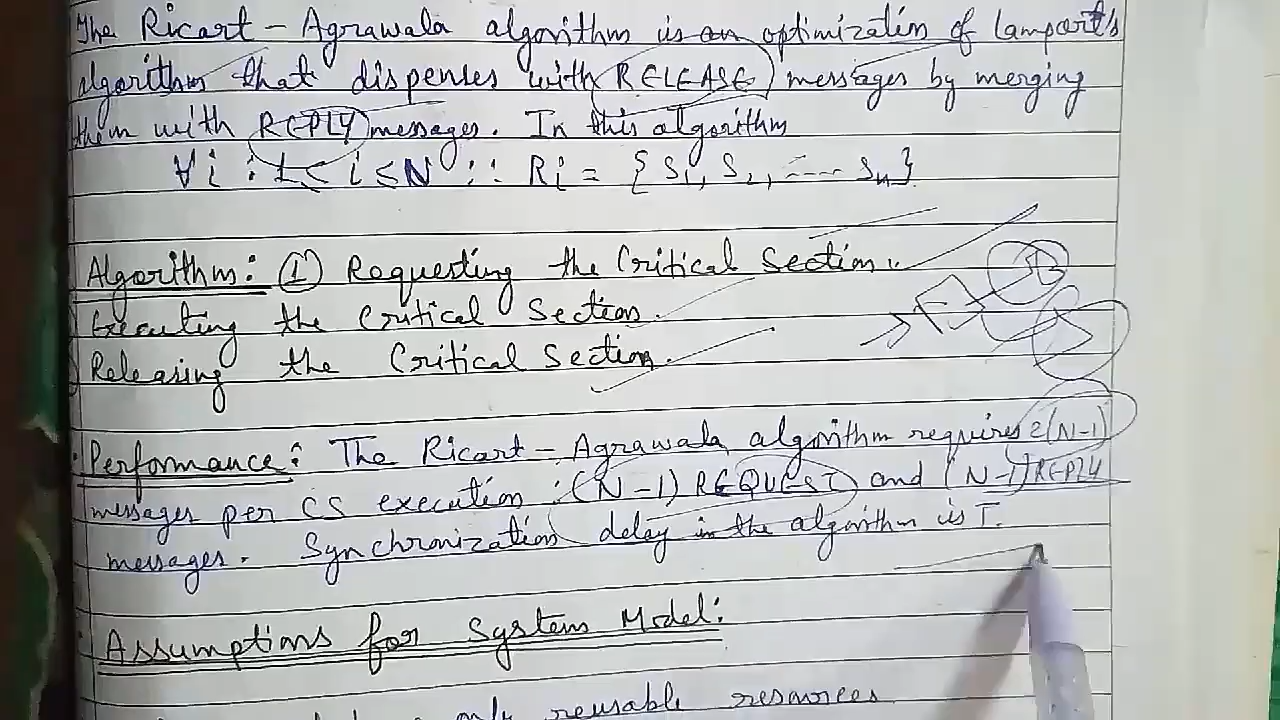 The Ricart - Agrawala algorithm is an optimization of Lamport's
algorithm that dispenses with RELEASE messages by merging
them with REPLY messages. In this algorithm
∀i : 1 ≤ i ≤ N :: Ri = {S1, S2, ---- Sn}
Algorithm: ① Requesting the Critical Section.
Executing the Critical Section.
Releasing the Critical Section.
Performance: The Ricart - Agrawala algorithm requires 2(N-1)
messages per CS execution : (N-1) REQUEST and (N-1) REPLY
messages. Synchronization delay in the algorithm is T.
Assumptions for System Model:
only reusable resources